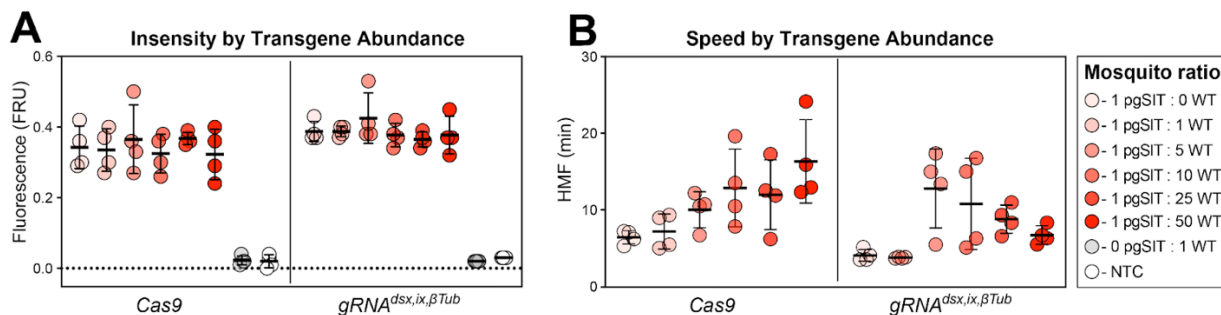 A
Insensity by Transgene Abundance
Fluorescence (FRU)
0.6
0.4
0.2
0.0
Cas9
gRNA^dsx,ix,βTub
B
Speed by Transgene Abundance
HMF (min)
30
20
10
0
Cas9
gRNA^dsx,ix,βTub
Mosquito ratio
- 1 pgSIT : 0 WT
- 1 pgSIT : 1 WT
- 1 pgSIT : 5 WT
- 1 pgSIT : 10 WT
- 1 pgSIT : 25 WT
- 1 pgSIT : 50 WT
- 0 pgSIT : 1 WT
- NTC